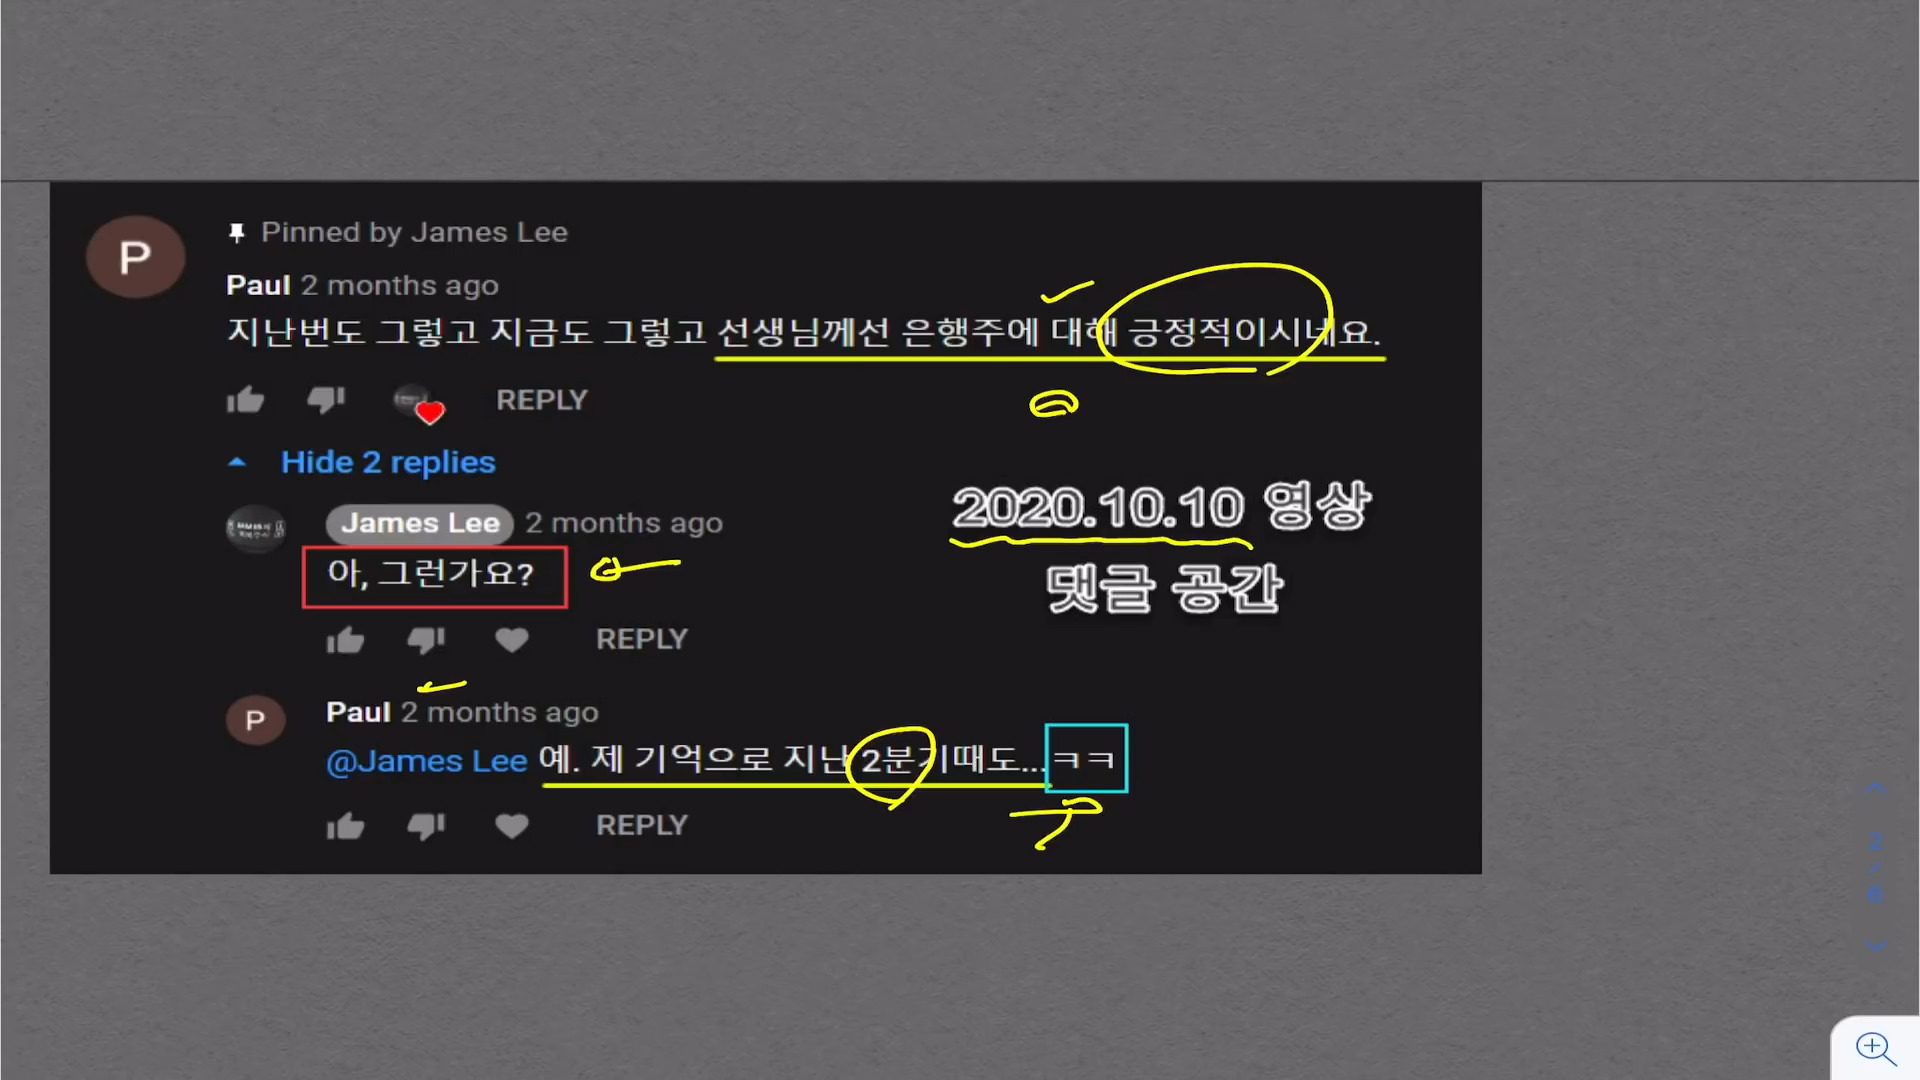 P
Pinned by James Lee
Paul 2 months ago
지난번도 그렇고 지금도 그렇고 선생님께선 은행주에 대해 긍정적이시네요.
REPLY
Hide 2 replies
2020.10.10 영상
댓글 공간
James Lee 2 months ago
아, 그런가요?
REPLY
P
Paul 2 months ago
@James Lee 예. 제 기억으로 지난 2분기때도...ㅋㅋ
REPLY